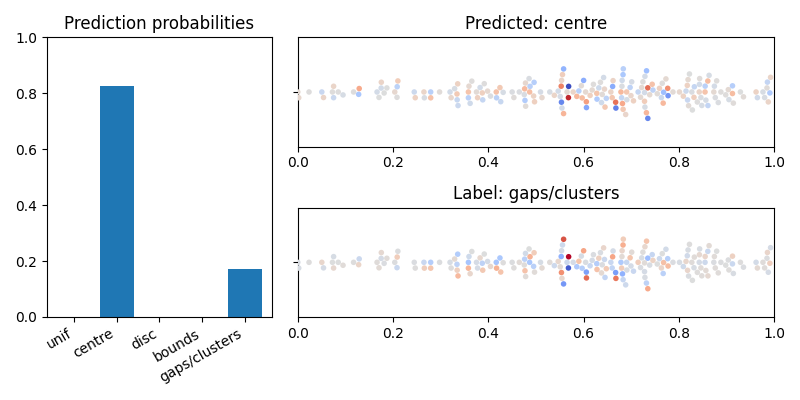 Prediction probabilities
1.0
0.8
0.6
0.4
0.2
0.0
unif
centre
disc
bounds
gaps/clusters
Predicted: centre
0.0 0.2 0.4 0.6 0.8 1.0
Label: gaps/clusters
0.0 0.2 0.4 0.6 0.8 1.0